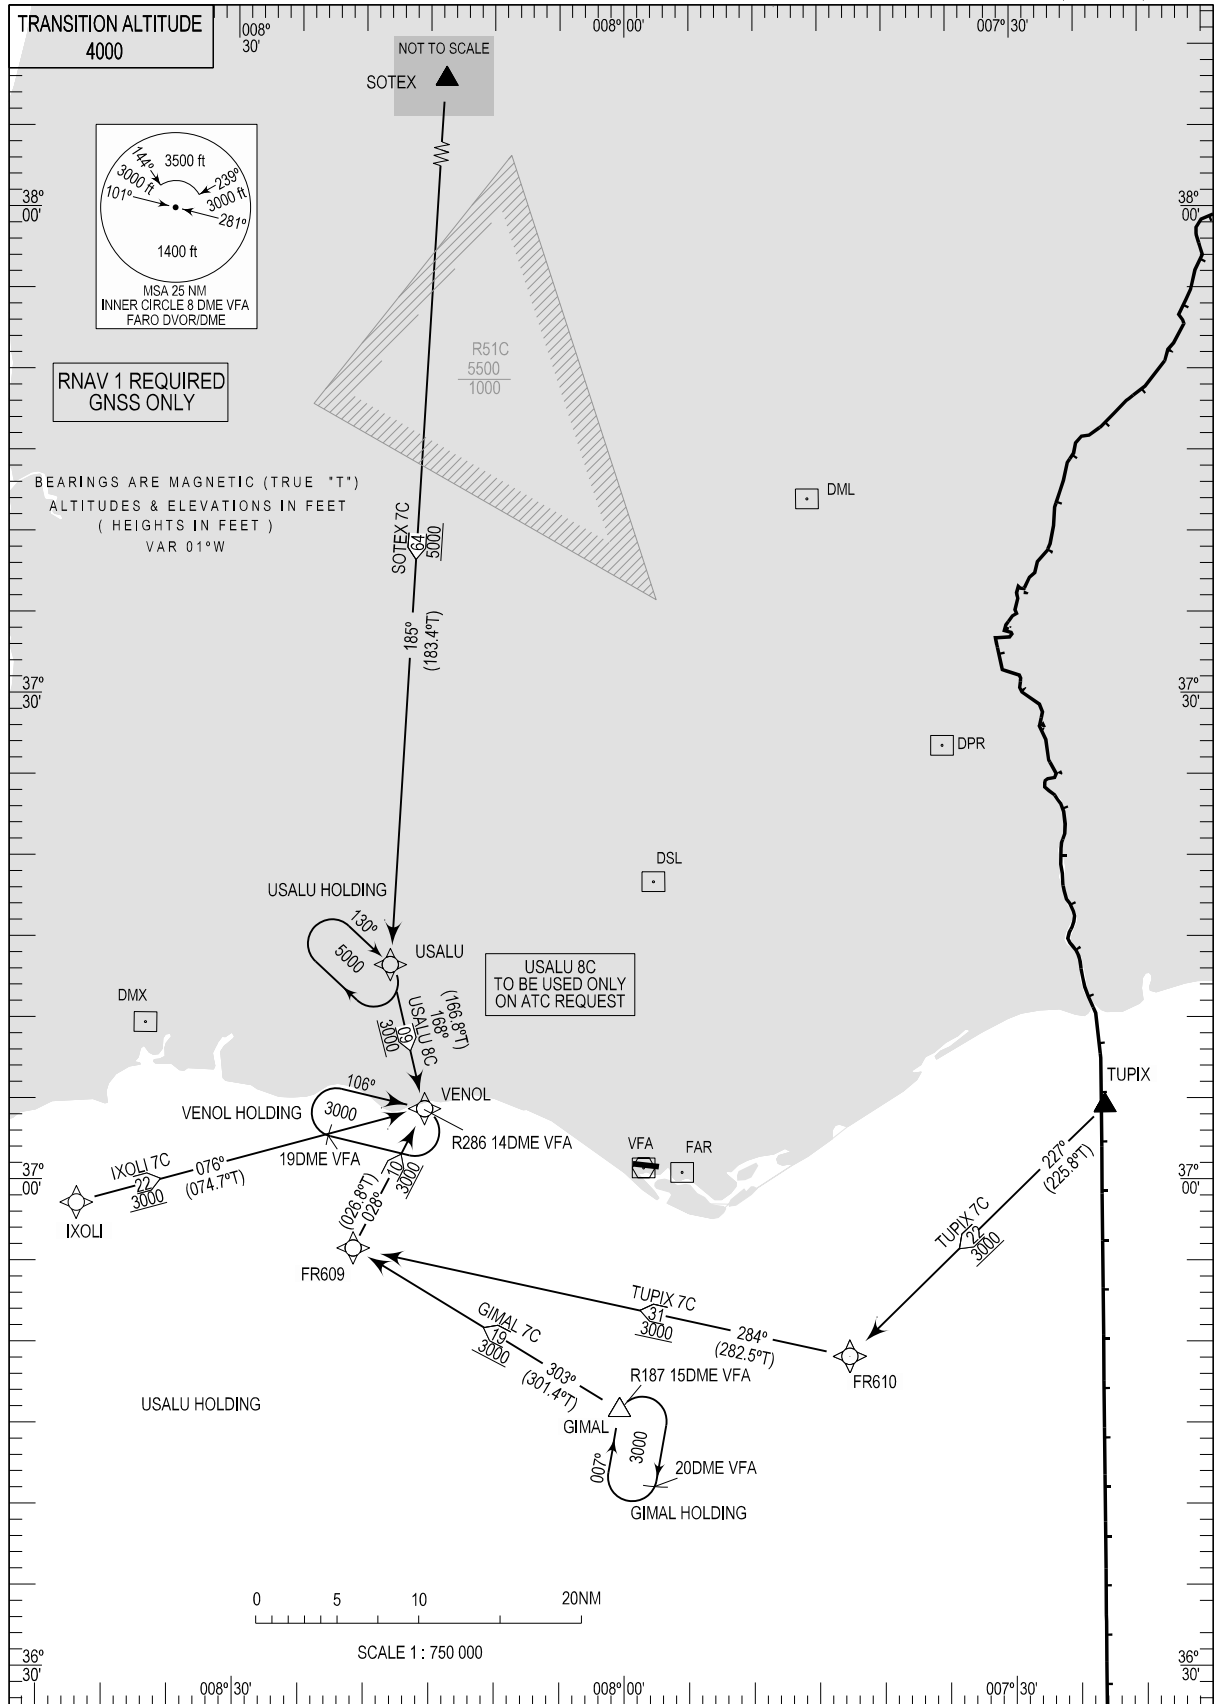 TRANSITION ALTITUDE
4000
008°
30'
008° 00'
007° 30'
NOT TO SCALE
SOTEX
3500 ft
144°
3000 ft
101°
239°
3000 ft
281°
1400 ft
MSA 25 NM
INNER CIRCLE 8 DME VFA
FARO DVOR/DME
38°
00'
38°
00'
RNAV 1 REQUIRED
GNSS ONLY
R51C
5500
1000
BEARINGS ARE MAGNETIC (TRUE "T")
ALTITUDES & ELEVATIONS IN FEET
( HEIGHTS IN FEET )
VAR 01°W
DML
SOTEX 7C
64
5000
185°
(183.4°T)
37°
30'
37°
30'
DPR
DSL
USALU HOLDING
130°
5000
USALU
USALU 8C
TO BE USED ONLY
ON ATC REQUEST
DMX
(166.8°T)
168°
USALU 8C
09
3000
TUPIX
106°
VENOL
VENOL HOLDING
3000
R286 14DME VFA
19DME VFA
VFA
FAR
IXOLI 7C
22
3000
076°
(074.7°T)
37°
00'
37°
00'
227°
(225.8°T)
IXOLI
(026.8°T)
028°
10
3000
FR609
TUPIX 7C
22
3000
TUPIX 7C
31
3000
284°
(282.5°T)
GIMAL 7C
19
3000
303°
(301.4°T)
R187 15DME VFA
FR610
USALU HOLDING
GIMAL
3000
007°
20DME VFA
GIMAL HOLDING
0 5 10 20NM
SCALE 1 : 750 000
36°
30'
36°
30'
008° 30'
008° 00'
007° 30'